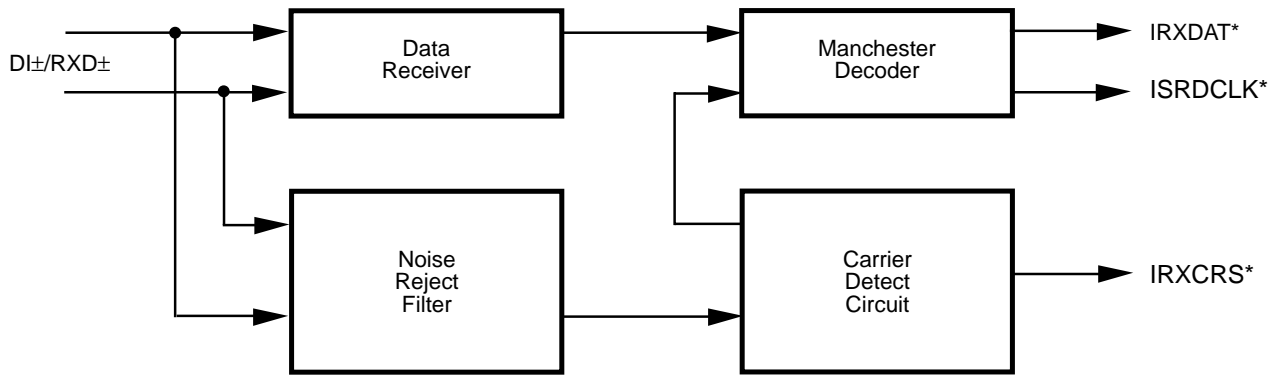 DI±/RXD±
Data
Receiver
Manchester
Decoder
IRXDAT*
ISRDCLK*
Noise
Reject
Filter
Carrier
Detect
Circuit
IRXCRS*